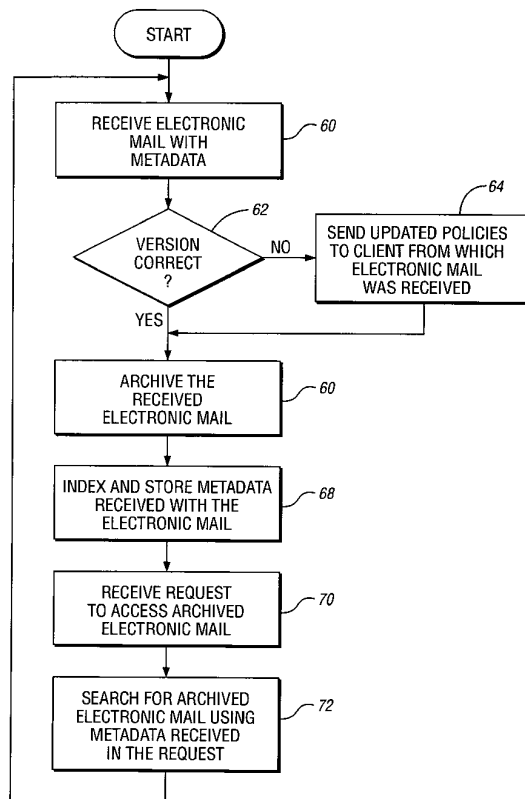 START
RECEIVE ELECTRONIC
MAIL WITH
METADATA
60
VERSION
CORRECT
?
62
NO
YES
SEND UPDATED POLICIES
TO CLIENT FROM WHICH
ELECTRONIC MAIL
WAS RECEIVED
64
ARCHIVE THE
RECEIVED
ELECTRONIC MAIL
60
INDEX AND STORE METADATA
RECEIVED WITH THE
ELECTRONIC MAIL
68
RECEIVE REQUEST
TO ACCESS ARCHIVED
ELECTRONIC MAIL
70
SEARCH FOR ARCHIVED
ELECTRONIC MAIL USING
METADATA RECEIVED
IN THE REQUEST
72